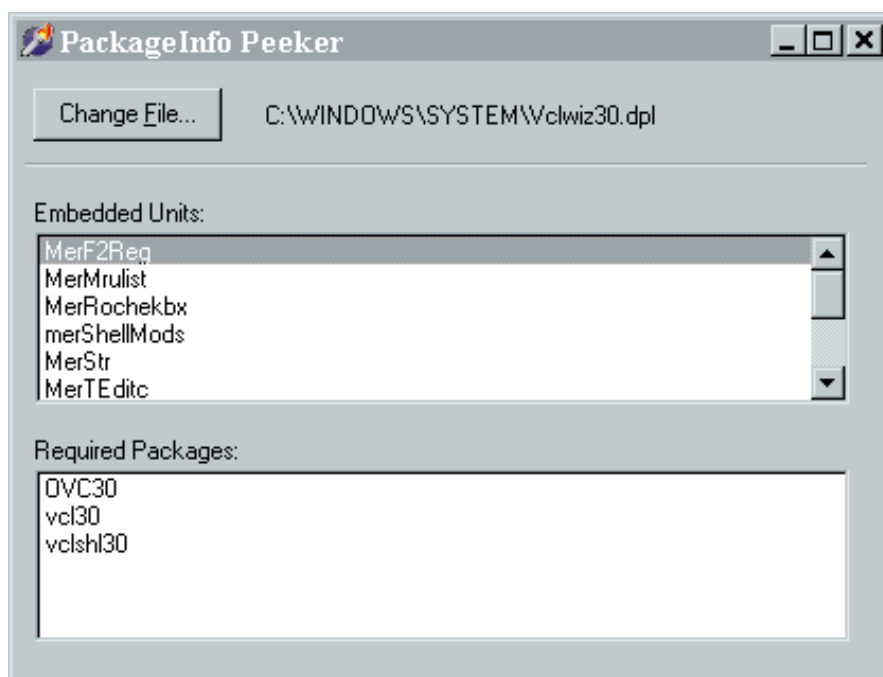 PackageInfo Peeker
Change File... C:\WINDOWS\SYSTEM\Vclwiz30.dpl
Embedded Units:
MerF2Reg
MerMrulist
MerRochekbx
merShellMods
MerStr
MerTEditc
Required Packages:
OVC30
vcl30
vclshl30